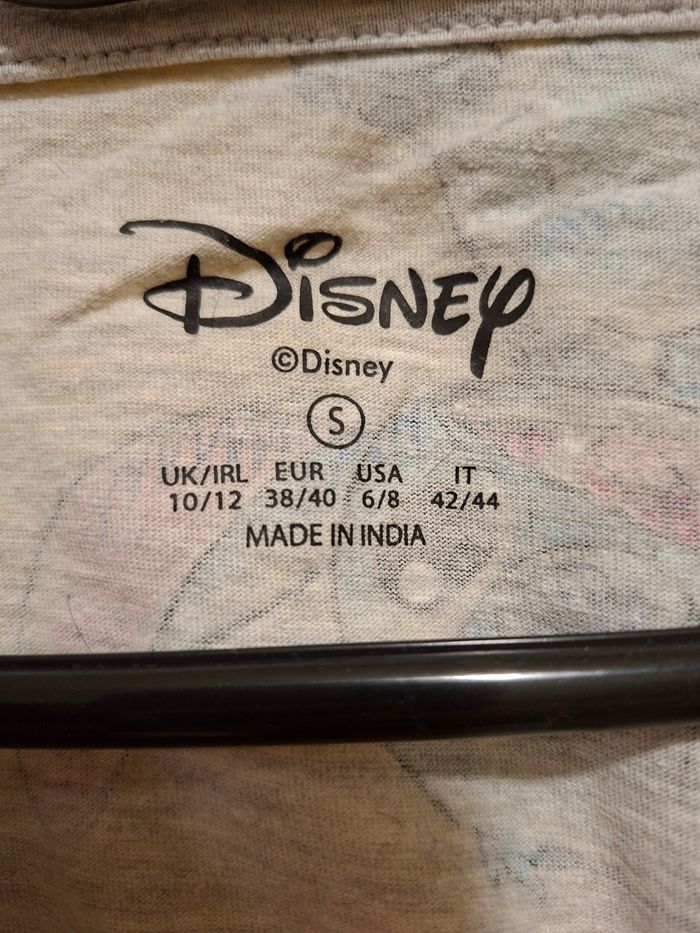 Disney
©Disney
S
UK/IRL EUR USA IT
10/12 38/40 6/8 42/44
MADE IN INDIA